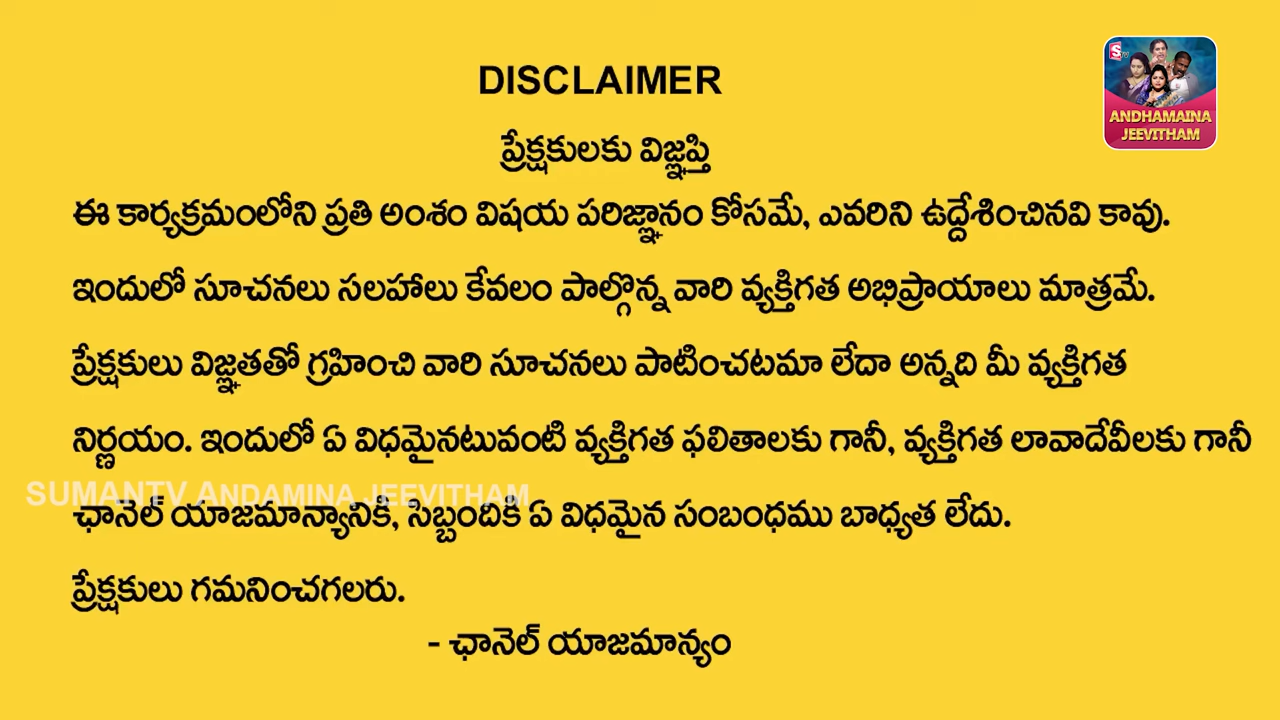 DISCLAIMER
ప్రేక్షకులకు విజ్ఞప్తి
ఈ కార్యక్రమంలోని ప్రతి అంశం విషయ పరిజ్ఞానం కోసమే, ఎవరిని ఉద్దేశించినవి కావు.
ఇందులో సూచనలు సలహాలు కేవలం పాల్గొన్న వారి వ్యక్తిగత అభిప్రాయాలు మాత్రమే.
ప్రేక్షకులు విజ్ఞతతో గ్రహించి వారి సూచనలు పాటించటమా లేదా అన్నది మీ వ్యక్తిగత
నిర్ణయం. ఇందులో ఏ విధమైనటువంటి వ్యక్తిగత ఫలితాలకు గానీ, వ్యక్తిగత లావాదేవీలకు గానీ
ఛానెల్ యాజమాన్యానికి, సిబ్బందికి ఏ విధమైన సంబంధము బాధ్యత లేదు.
ప్రేక్షకులు గమనించగలరు.
- ఛానెల్ యాజమాన్యం
S TV
ANDHAMAINA
JEEVITHAM
SUMANTV ANDAMINA JEEVITHAM